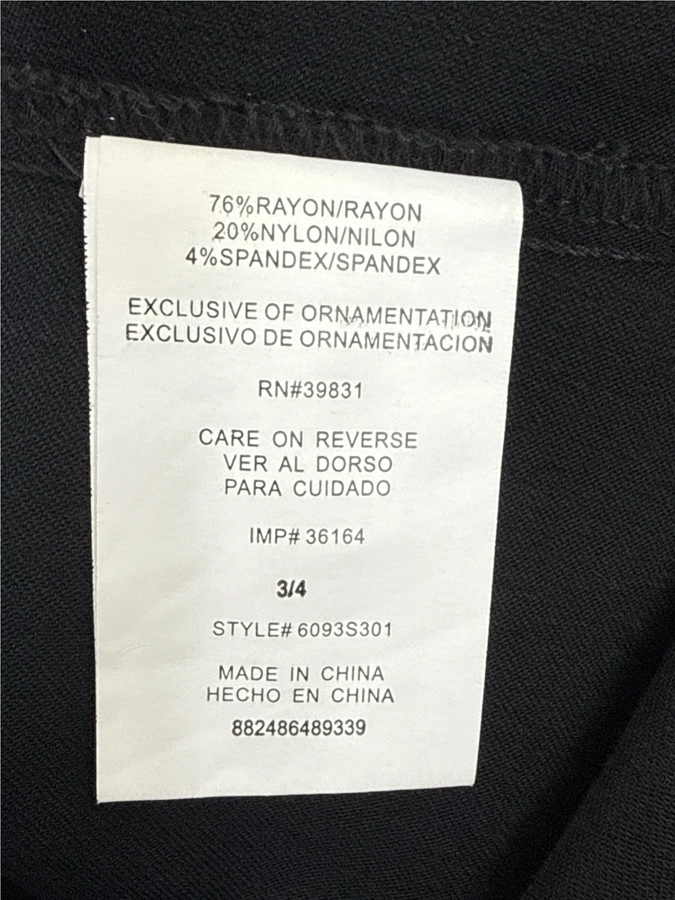 76%RAYON/RAYON
20%NYLON/NILON
4%SPANDEX/SPANDEX
EXCLUSIVE OF ORNAMENTATION
EXCLUSIVO DE ORNAMENTACION
RN#39831
CARE ON REVERSE
VER AL DORSO
PARA CUIDADO
IMP# 36164
3/4
STYLE# 6093S301
MADE IN CHINA
HECHO EN CHINA
882486489339